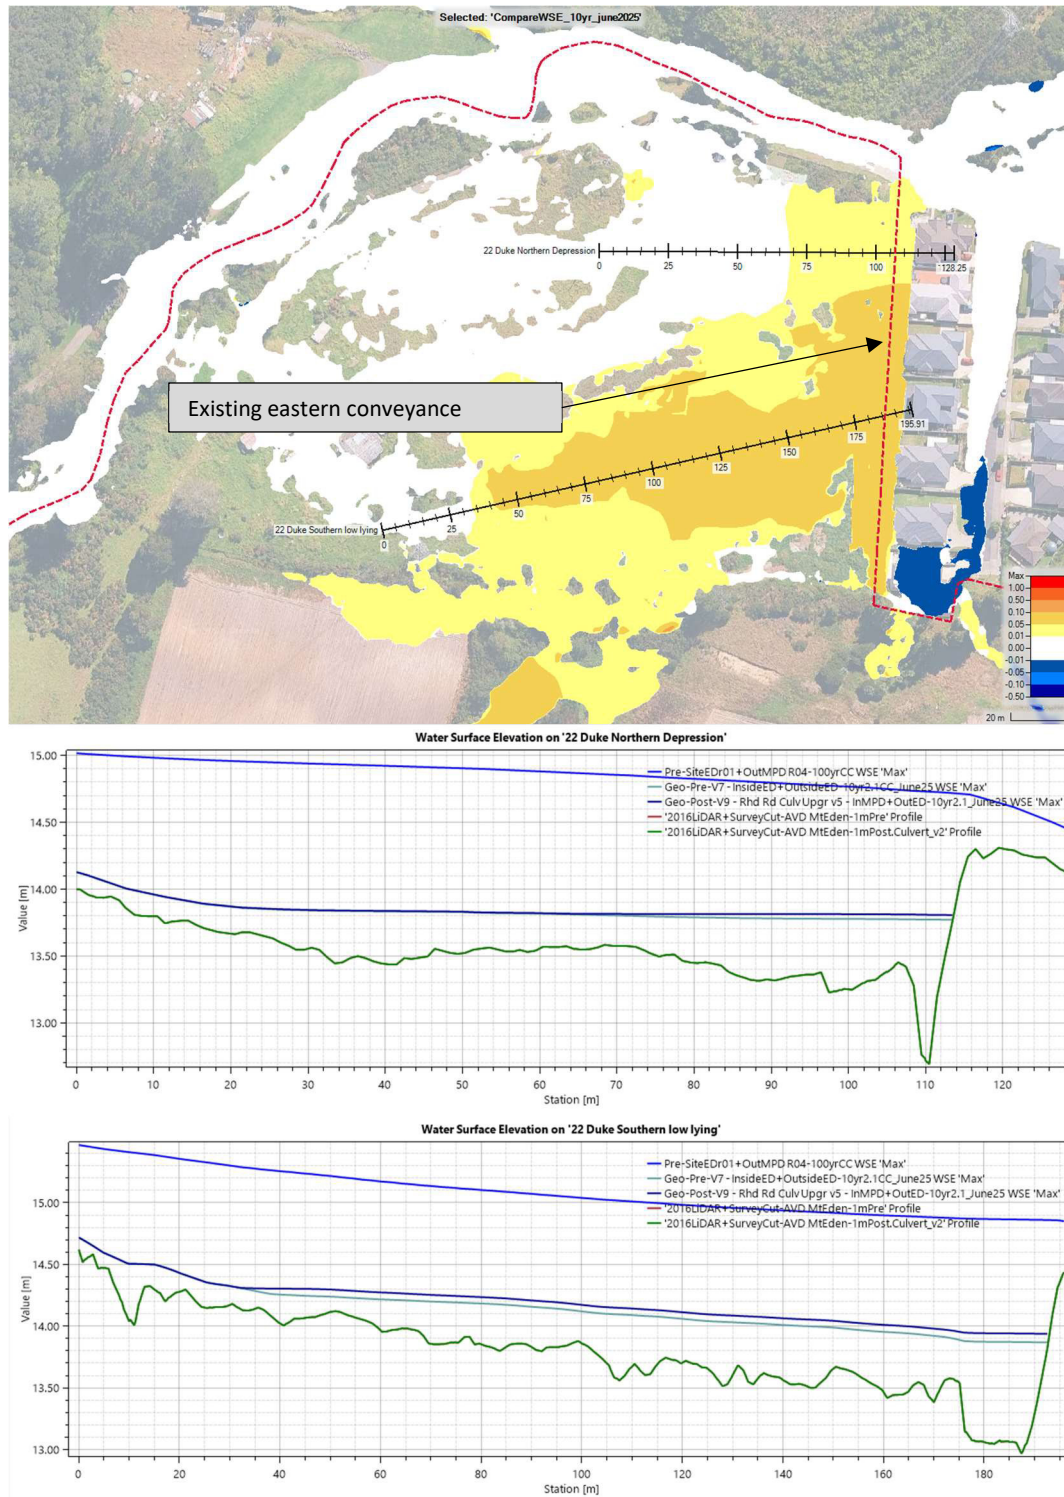 Selected: 'CompareWSE_10yr_june2025'
22 Duke Northern Depression
0 25 50 75 100 128.25
Existing eastern conveyance
195.91
175
150
125
100
75
50
25
22 Duke Southern low lying
0
Max
1.00
0.50
0.10
0.05
0.01
0.00
-0.01
-0.05
-0.10
-0.50
20 m
Water Surface Elevation on '22 Duke Northern Depression'
Pre-SiteEDr01+OutMPD R04-100yrCC WSE 'Max'
Geo-Pre-V7 - InsideED+OutsideED-10yr2.1CC_June25 WSE 'Max'
Geo-Post-V9 - Rhd Rd Culv Upgr v5 - InMPD+OutED-10yr2.1_June25 WSE 'Max'
'2016LiDAR+SurveyCut-AVD MtEden-1mPre' Profile
'2016LiDAR+SurveyCut-AVD MtEden-1mPost.Culvert_v2' Profile
15.00
14.50
14.00
13.50
13.00
Value [m]
0 10 20 30 40 50 60 70 80 90 100 110 120
Station [m]
Water Surface Elevation on '22 Duke Southern low lying'
Pre-SiteEDr01+OutMPD R04-100yrCC WSE 'Max'
Geo-Pre-V7 - InsideED+OutsideED-10yr2.1CC_June25 WSE 'Max'
Geo-Post-V9 - Rhd Rd Culv Upgr v5 - InMPD+OutED-10yr2.1_June25 WSE 'Max'
'2016LiDAR+SurveyCut-AVD MtEden-1mPre' Profile
'2016LiDAR+SurveyCut-AVD MtEden-1mPost.Culvert_v2' Profile
15.00
14.50
14.00
13.50
13.00
Value [m]
0 20 40 60 80 100 120 140 160 180
Station [m]